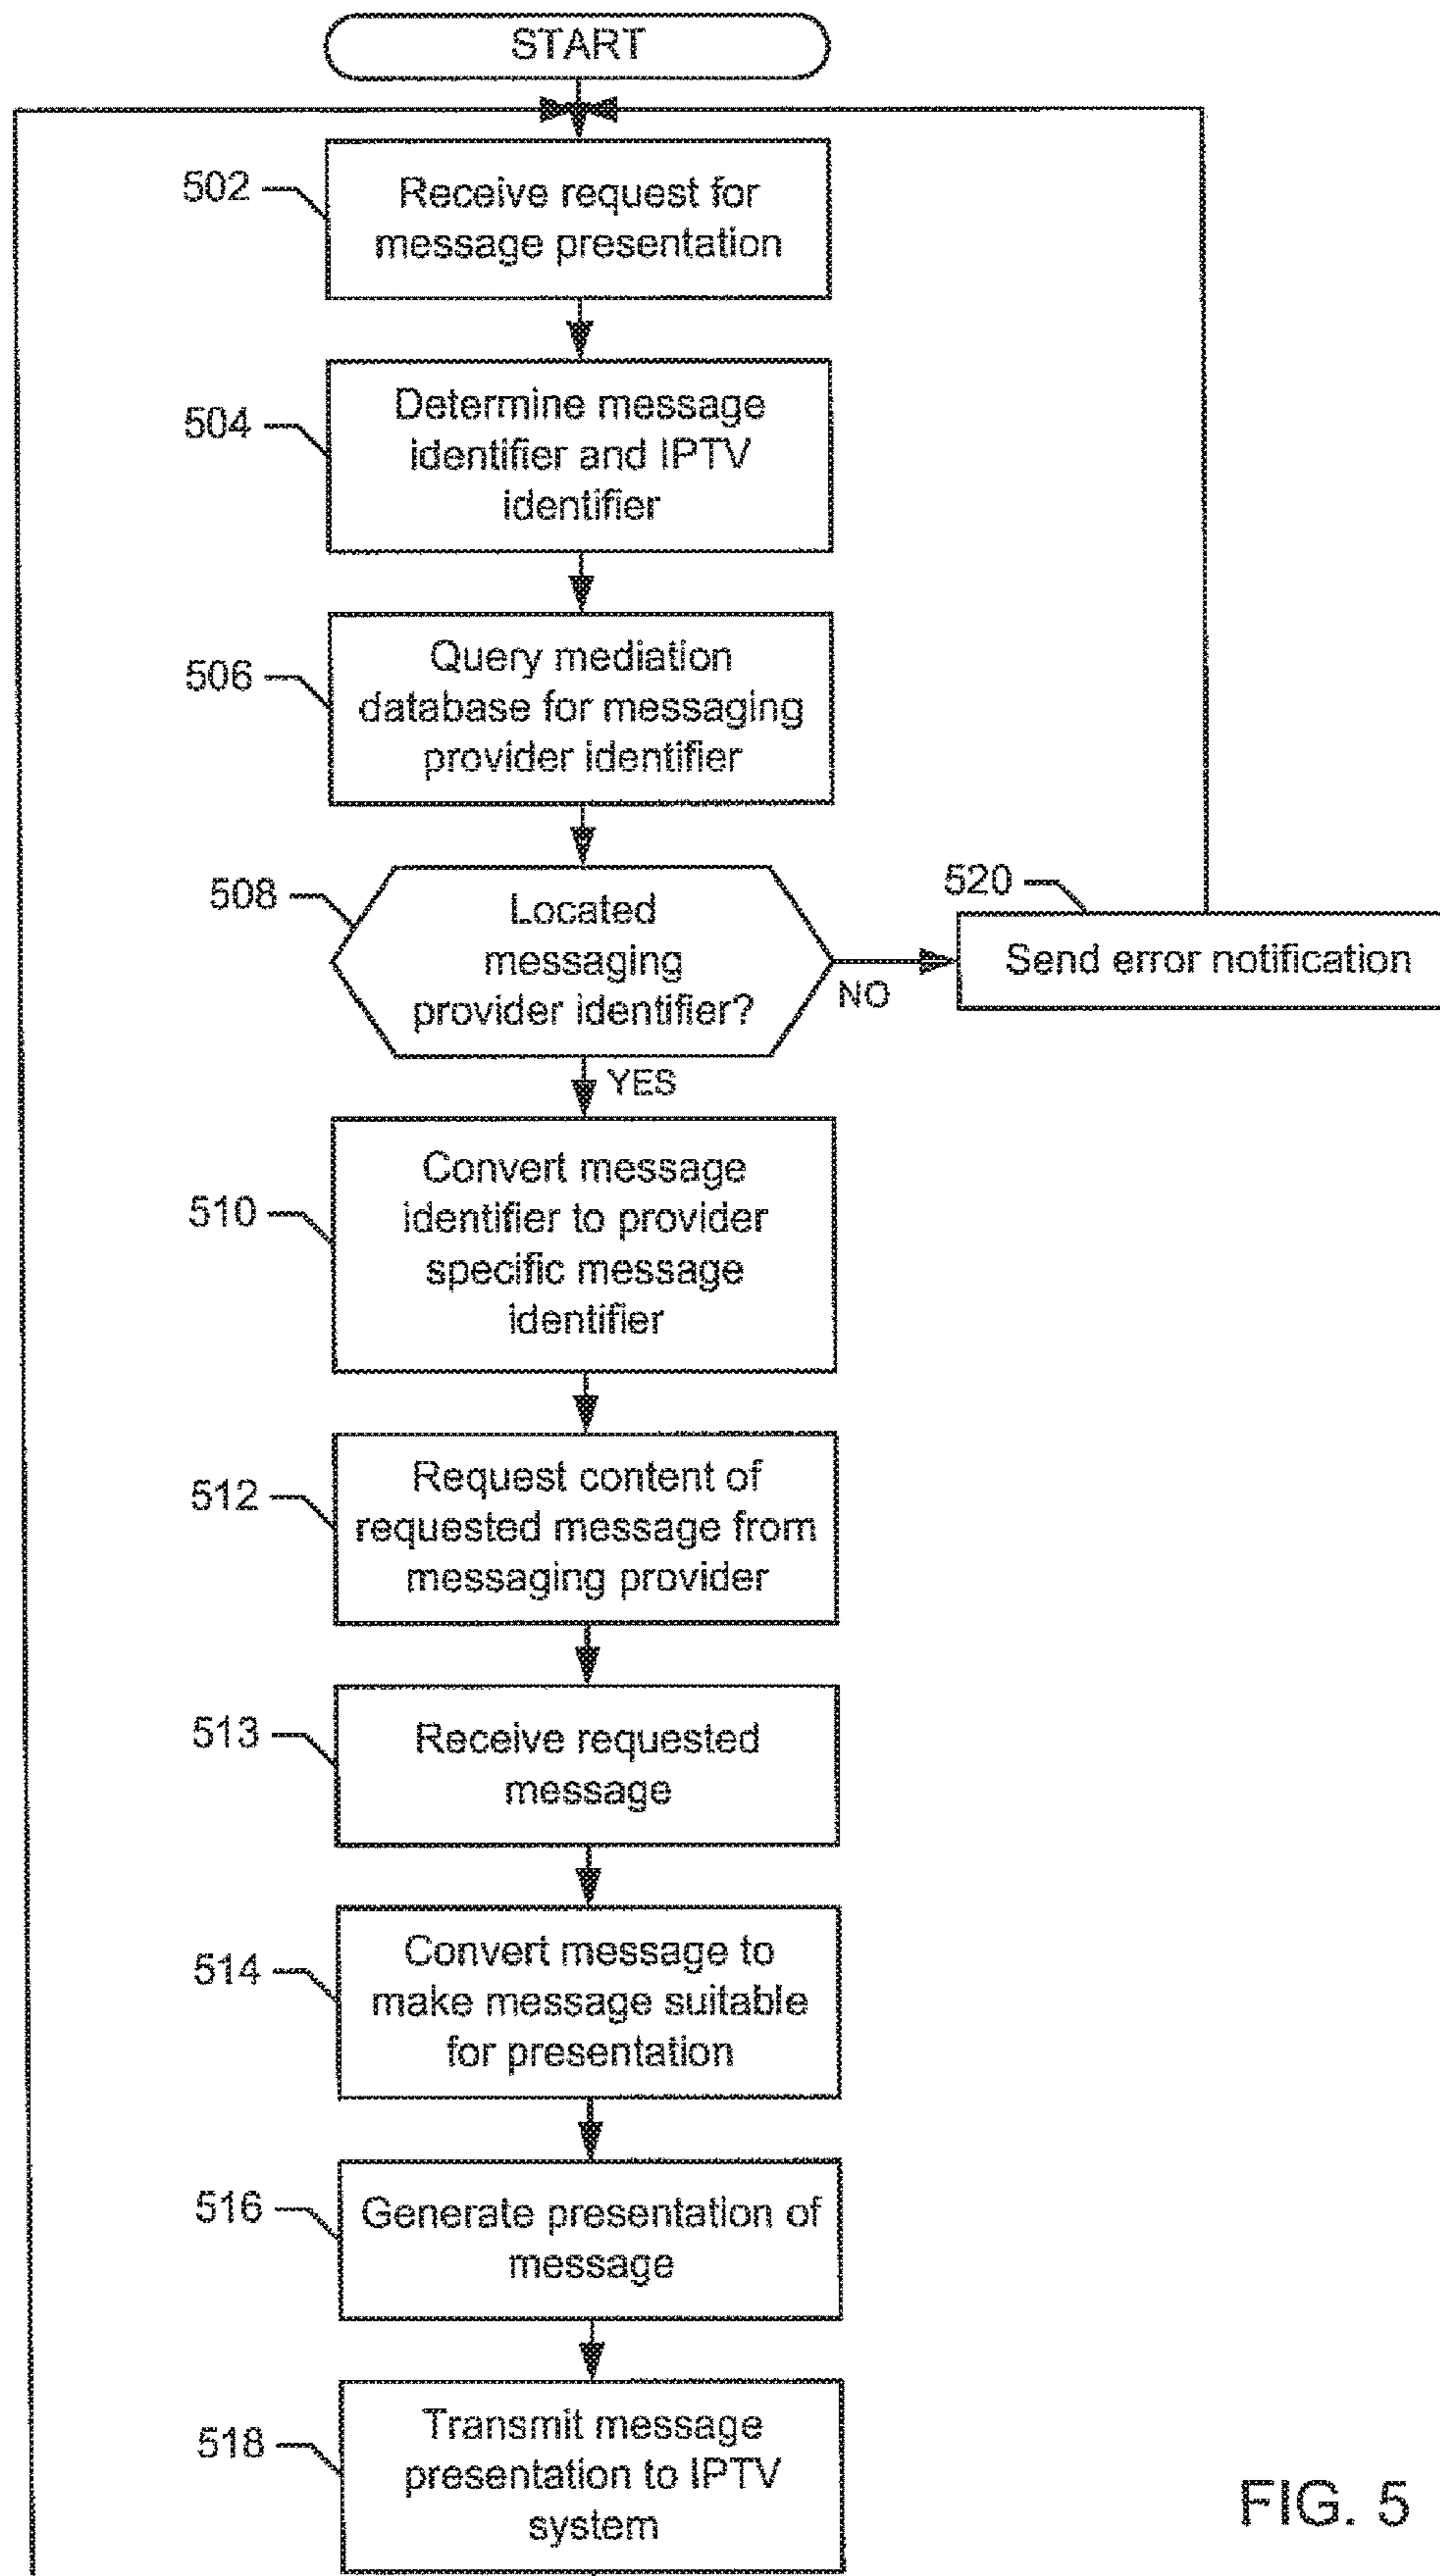 START
502
Receive request for
message presentation
504
Determine message
identifier and IPTV
identifier
506
Query mediation
database for messaging
provider identifier
508
Located
messaging
provider identifier?
NO
520
Send error notification
YES
510
Convert message
identifier to provider
specific message
identifier
512
Request content of
requested message from
messaging provider
513
Receive requested
message
514
Convert message to
make message suitable
for presentation
516
Generate presentation of
message
518
Transmit message
presentation to IPTV
system
FIG. 5